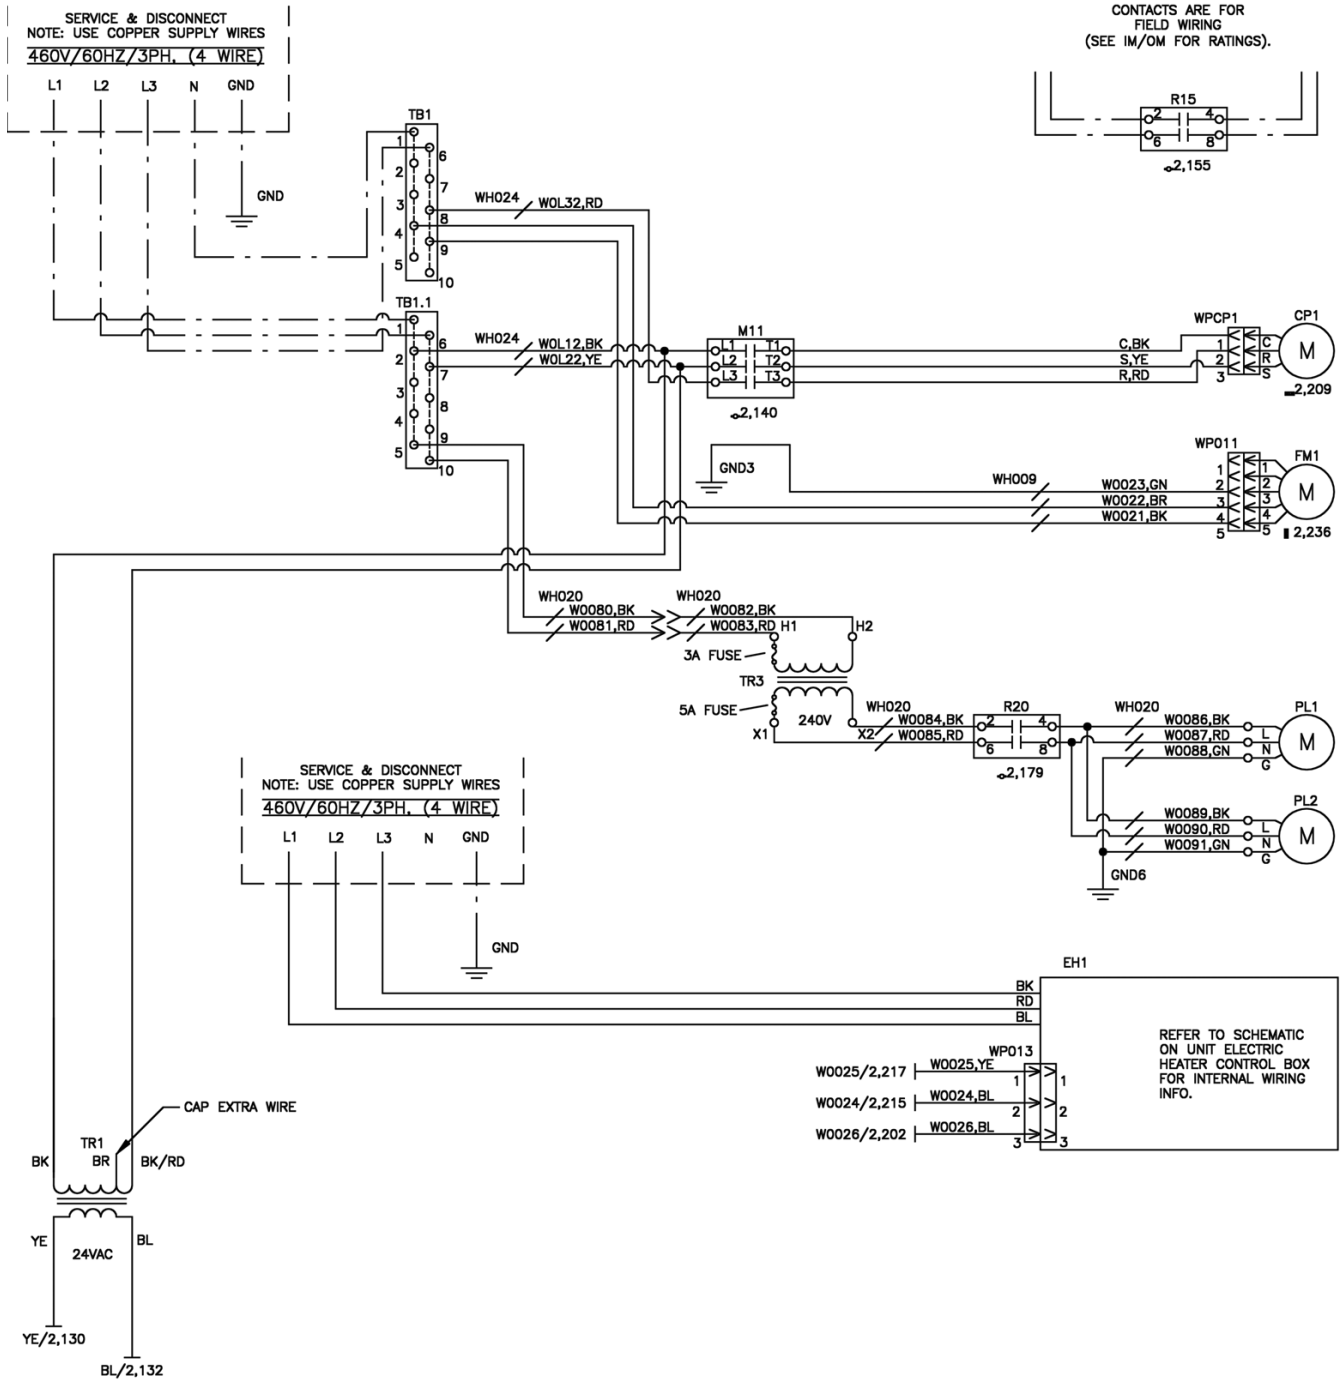 SERVICE & DISCONNECT
NOTE: USE COPPER SUPPLY WIRES
460V/60HZ/3PH, (4 WIRE)
L1 L2 L3 N GND
GND
CONTACTS ARE FOR
FIELD WIRING
(SEE IM/OM FOR RATINGS).
R15
2 4
6 8
2,155
TB1
1 6
2 7
3 8
4 9
5 10
WH024 W0L32,RD
TB1.1
1 6
2 7
3 8
4 9
5 10
WH024 W0L12,BK
W0L22,YE
M11
L1 T1
L2 T2
L3 T3
2,140
C,BK
S,YE
R,RD
WPCP1
1
2
3
C
R
S
CP1
M
2,209
GND3
WH009
W0023,GN
W0022,BR
W0021,BK
WP011
1 1
2 2
3 3
4 4
5 5
FM1
M
2,236
WH020 WH020
W0080,BK W0082,BK
W0081,RD W0083,RD
H1 H2
3A FUSE
TR3
5A FUSE
240V
X1 X2
WH020
W0084,BK
W0085,RD
R20
2 4
6 8
2,179
WH020
W0086,BK
W0087,RD
W0088,GN
L
N
G
PL1
M
W0089,BK
W0090,RD
W0091,GN
L
N
G
PL2
M
GND6
SERVICE & DISCONNECT
NOTE: USE COPPER SUPPLY WIRES
460V/60HZ/3PH, (4 WIRE)
L1 L2 L3 N GND
GND
EH1
BK
RD
BL
WP013
W0025/2,217 W0025,YE
1 1
W0024/2,215 W0024,BL
2 2
W0026/2,202 W0026,BL
3 3
REFER TO SCHEMATIC
ON UNIT ELECTRIC
HEATER CONTROL BOX
FOR INTERNAL WIRING
INFO.
CAP EXTRA WIRE
TR1
BK BR BK/RD
YE 24VAC BL
YE/2,130
BL/2,132